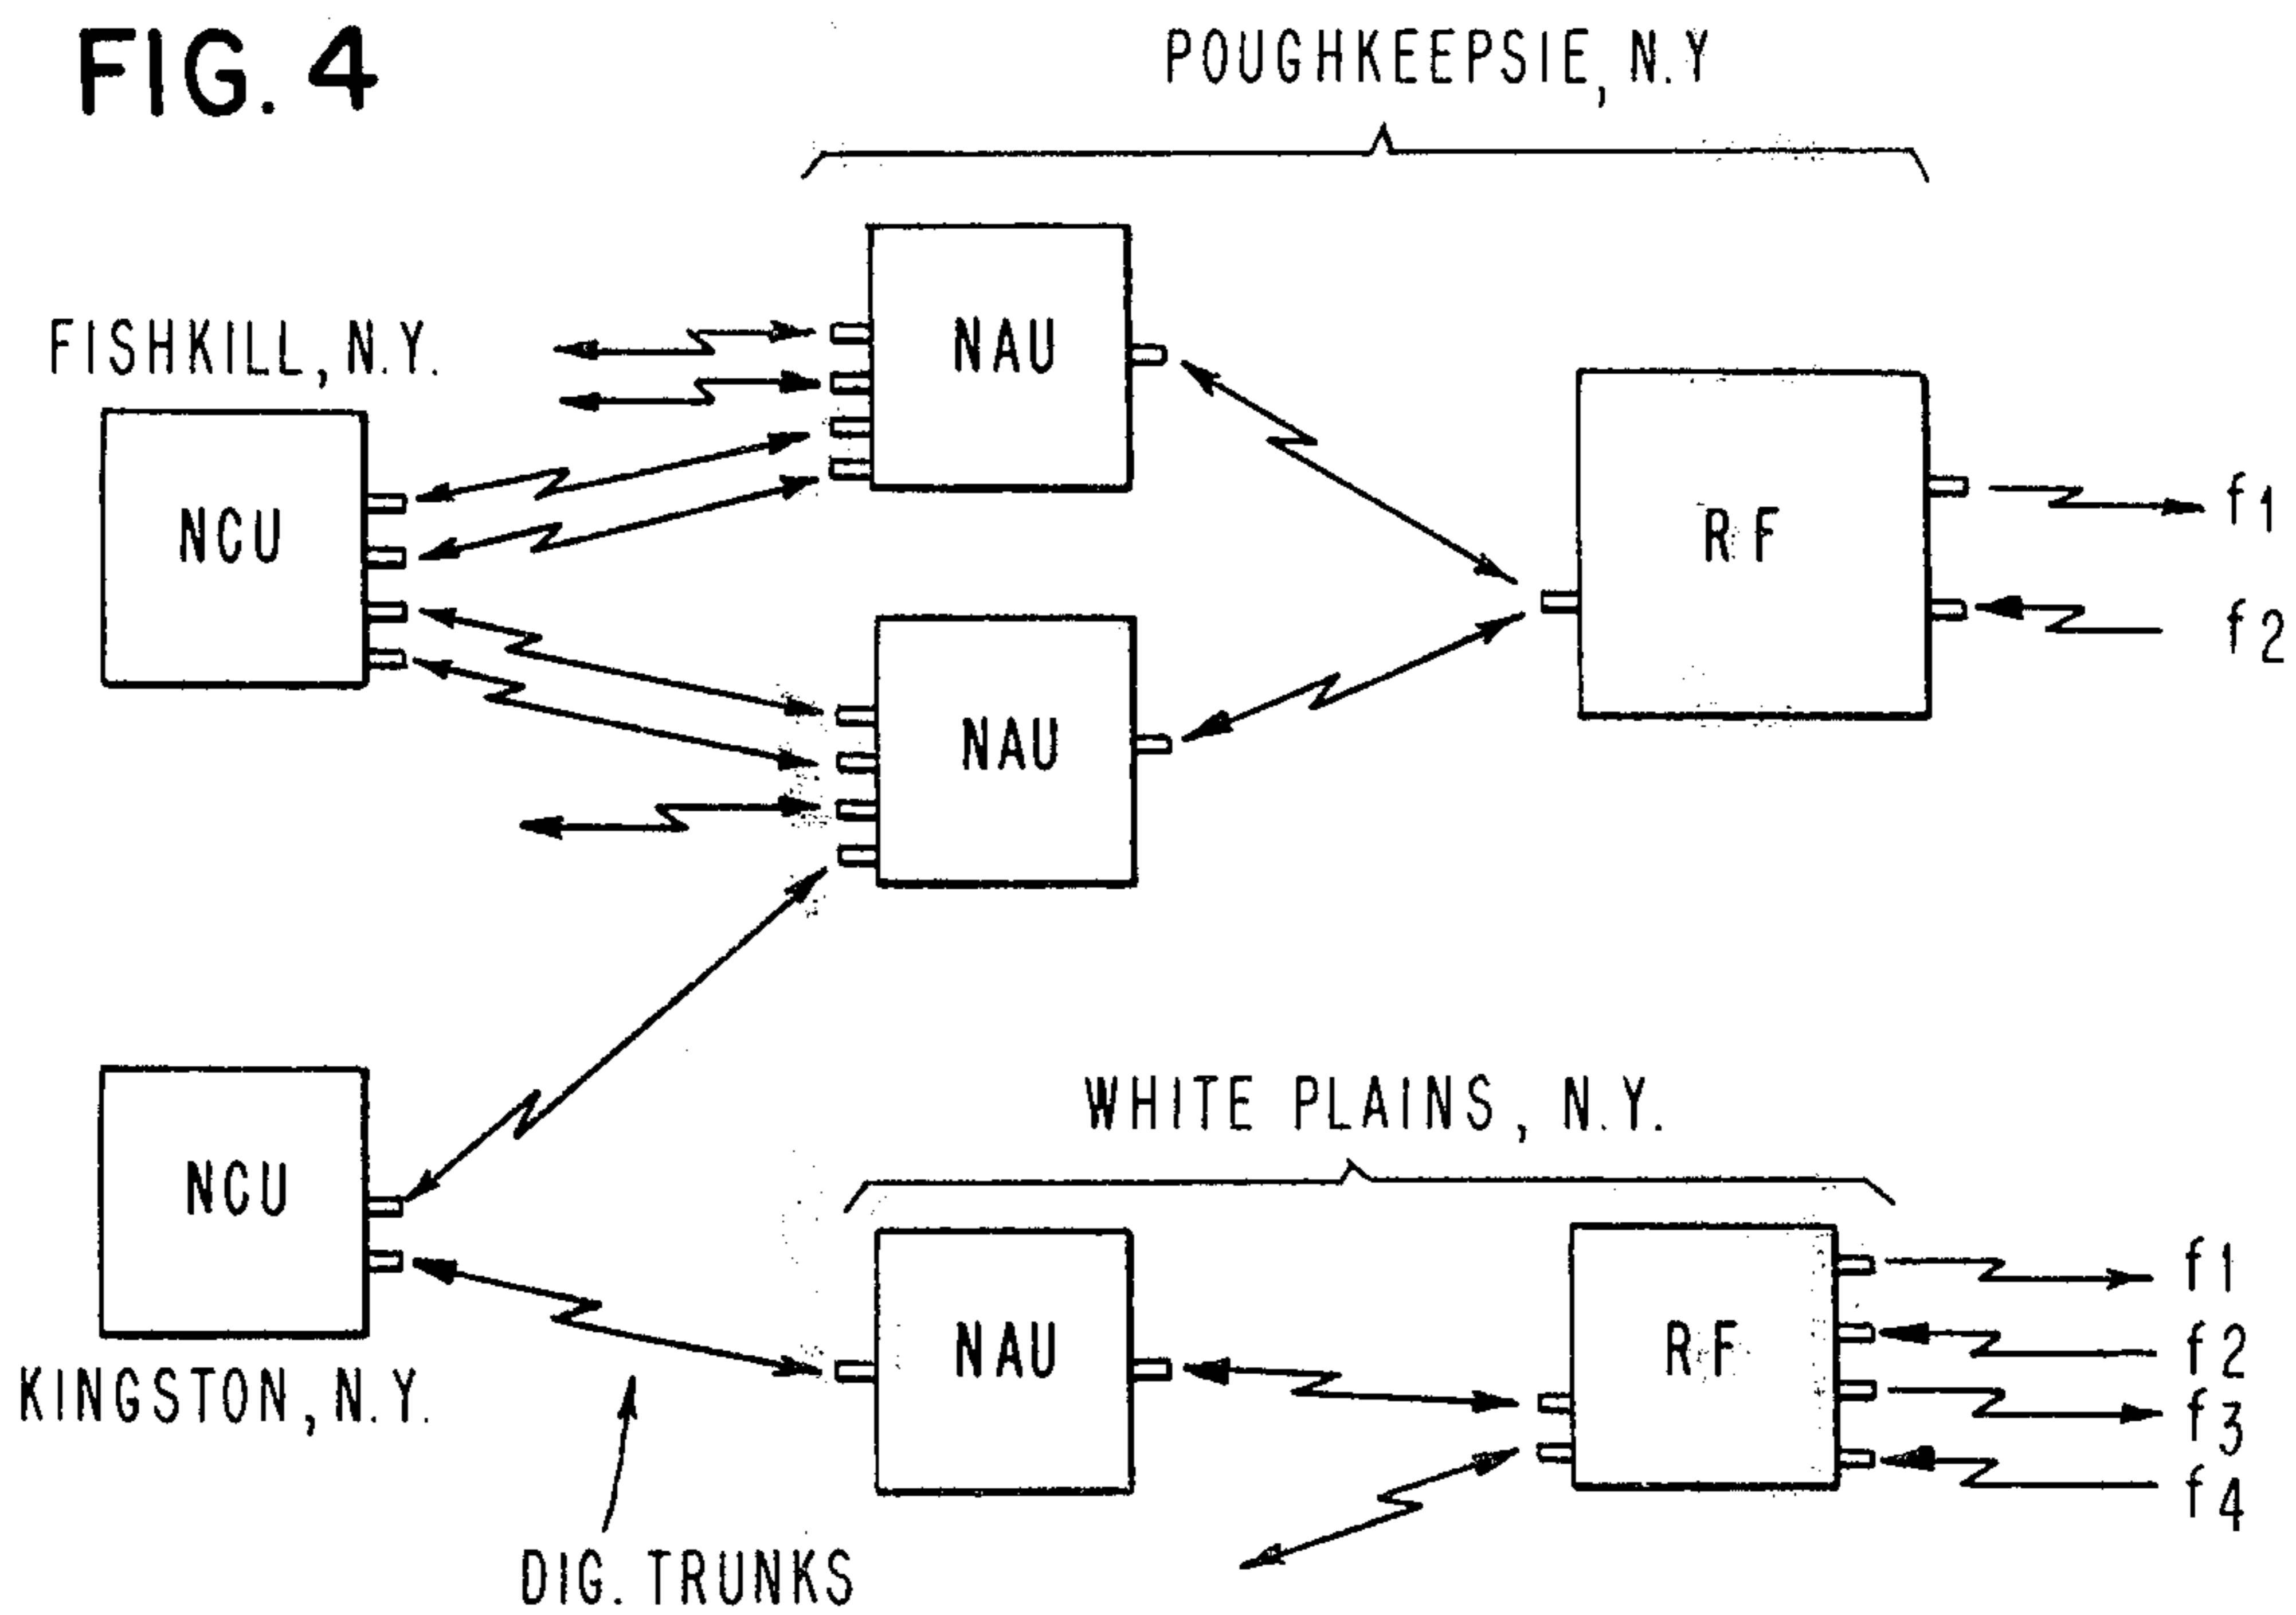 FIG. 4
POUGHKEEPSIE, N.Y
FISHKILL, N.Y.
NAU
NCU
RF
f1
f2
NAU
WHITE PLAINS, N.Y.
NCU
KINGSTON, N.Y.
NAU
RF
f1
f2
f3
f4
DIG. TRUNKS